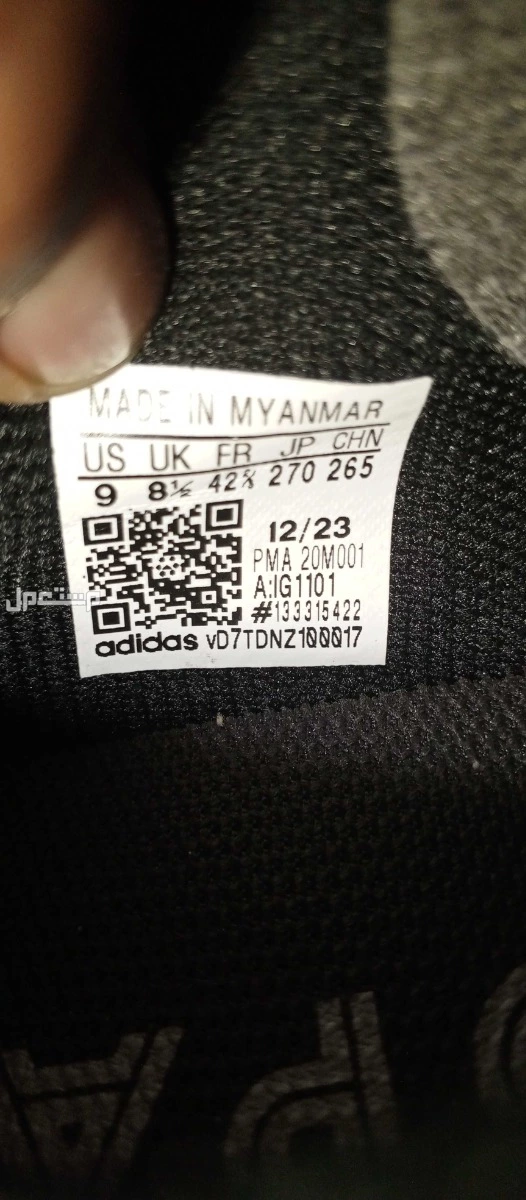 MADE IN MYANMAR
US UK FR JP CHN
9 8½ 42⅔ 270 265
12/23
PMA 20M001
A:IG1101
#133315422
adidas vD7TDNZ100017
مستعمل